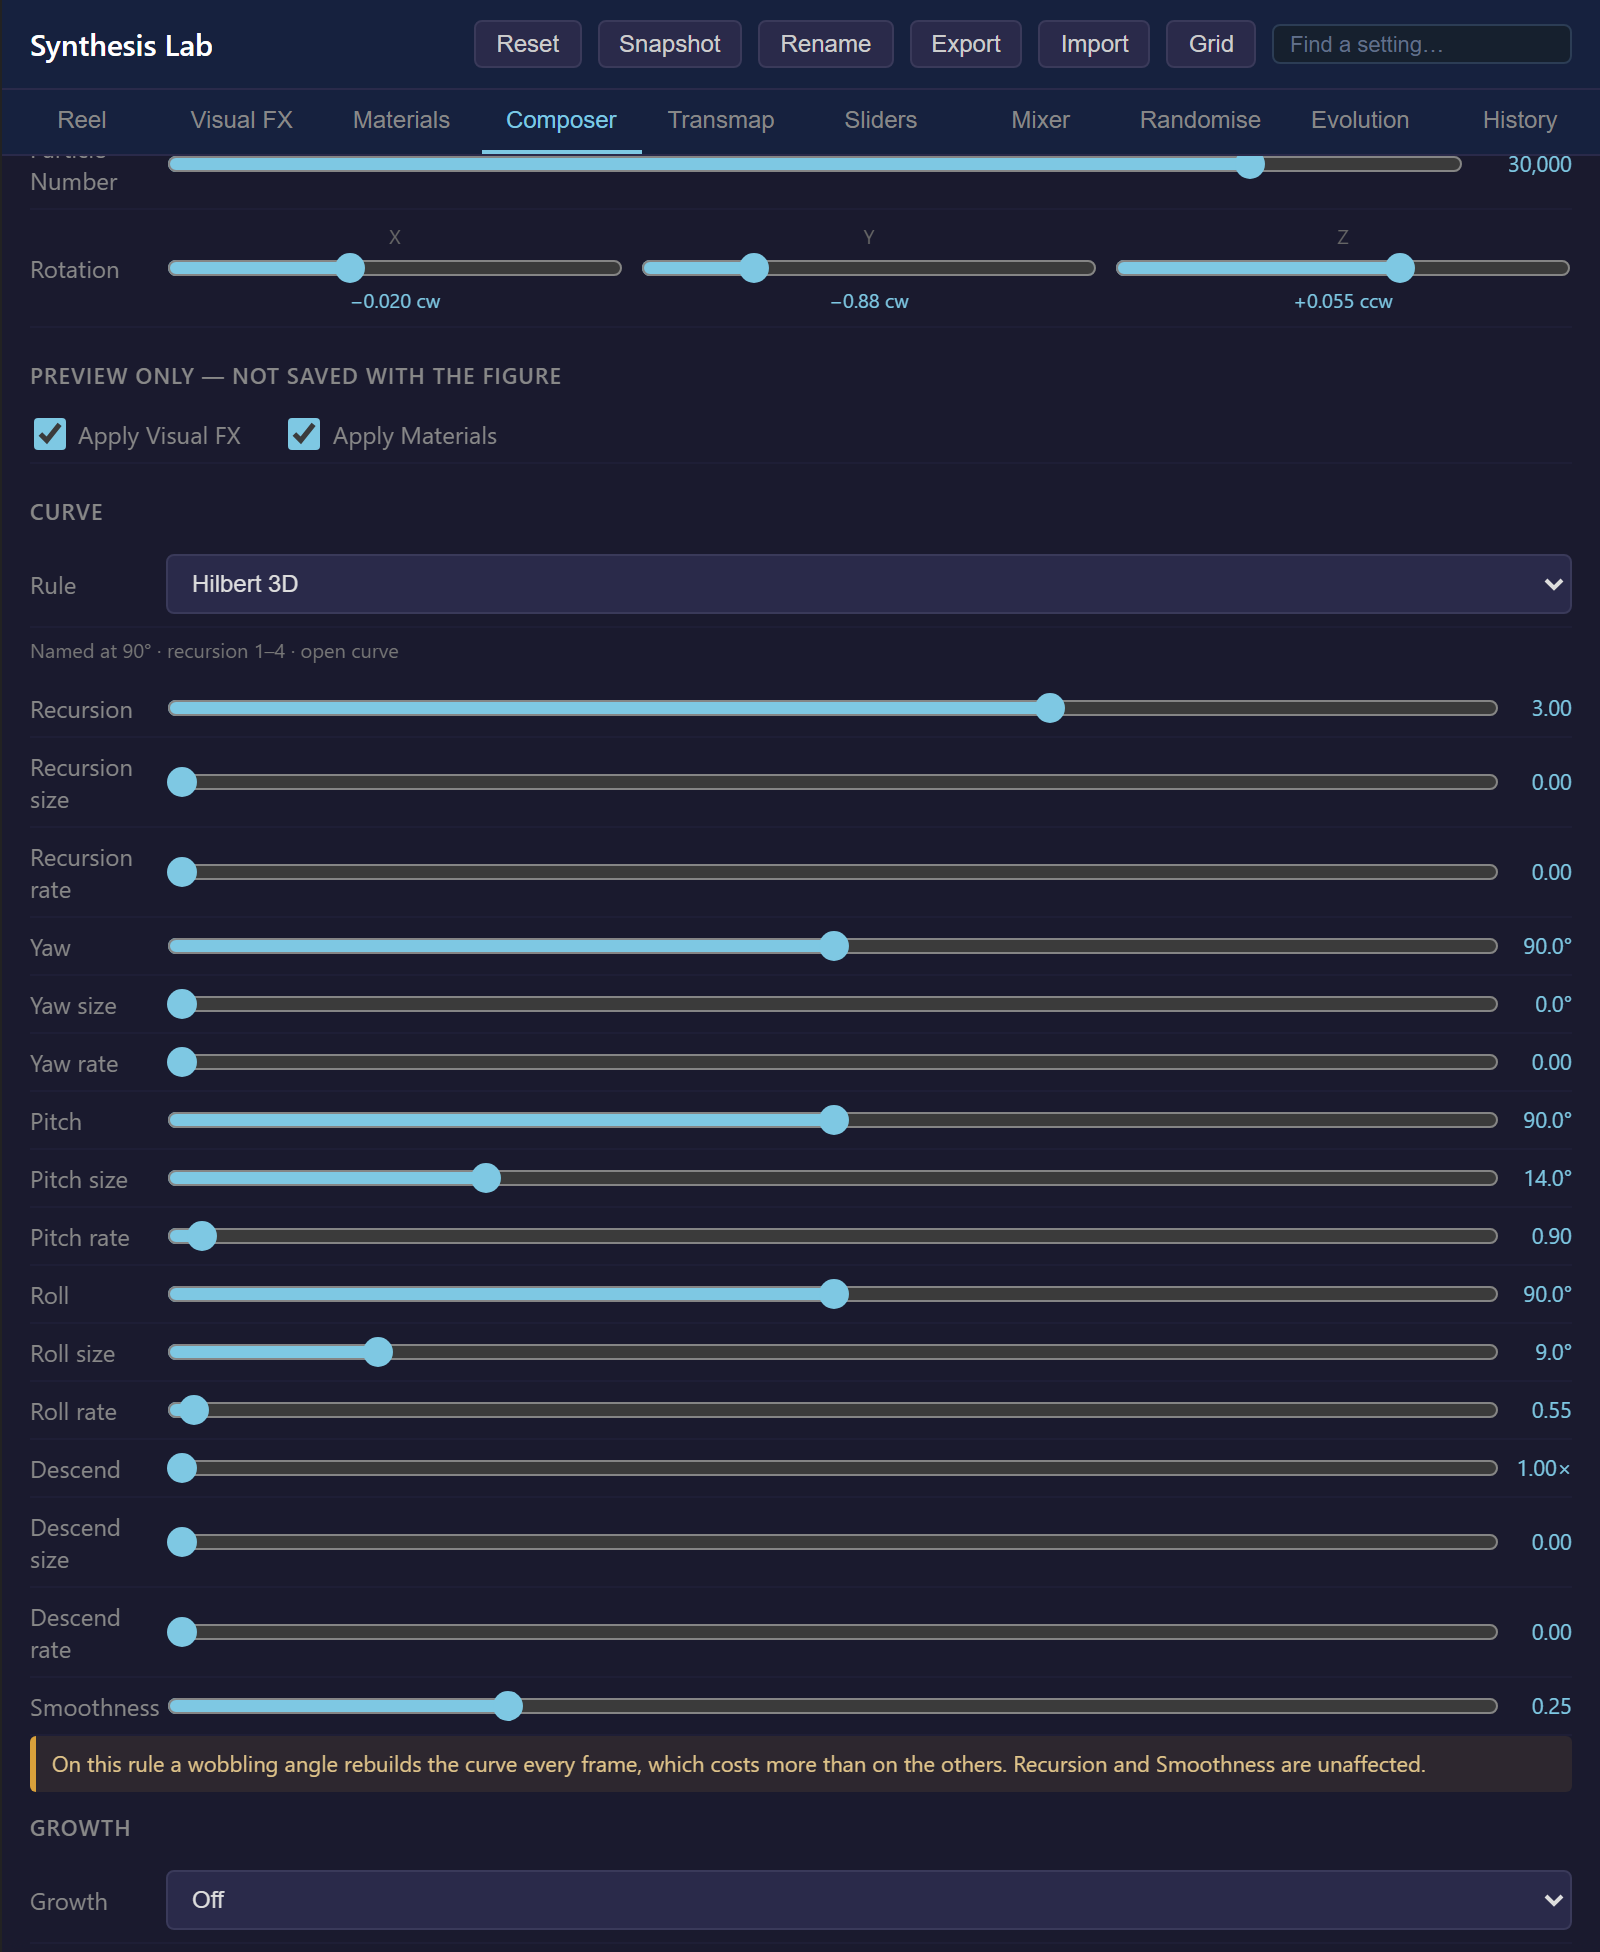 Synthesis Lab
Reset
Snapshot
Rename
Export
Import
Grid
Find a setting…
Reel
Visual FX
Materials
Composer
Transmap
Sliders
Mixer
Randomise
Evolution
History
Particle
Number
30,000
Rotation
X
−0.020 cw
Y
−0.88 cw
Z
+0.055 ccw
PREVIEW ONLY — NOT SAVED WITH THE FIGURE
Apply Visual FX
Apply Materials
CURVE
Rule
Hilbert 3D
Named at 90° · recursion 1–4 · open curve
Recursion
3.00
Recursion
size
0.00
Recursion
rate
0.00
Yaw
90.0°
Yaw size
0.0°
Yaw rate
0.00
Pitch
90.0°
Pitch size
14.0°
Pitch rate
0.90
Roll
90.0°
Roll size
9.0°
Roll rate
0.55
Descend
1.00×
Descend
size
0.00
Descend
rate
0.00
Smoothness
0.25
On this rule a wobbling angle rebuilds the curve every frame, which costs more than on the others. Recursion and Smoothness are unaffected.
GROWTH
Growth
Off